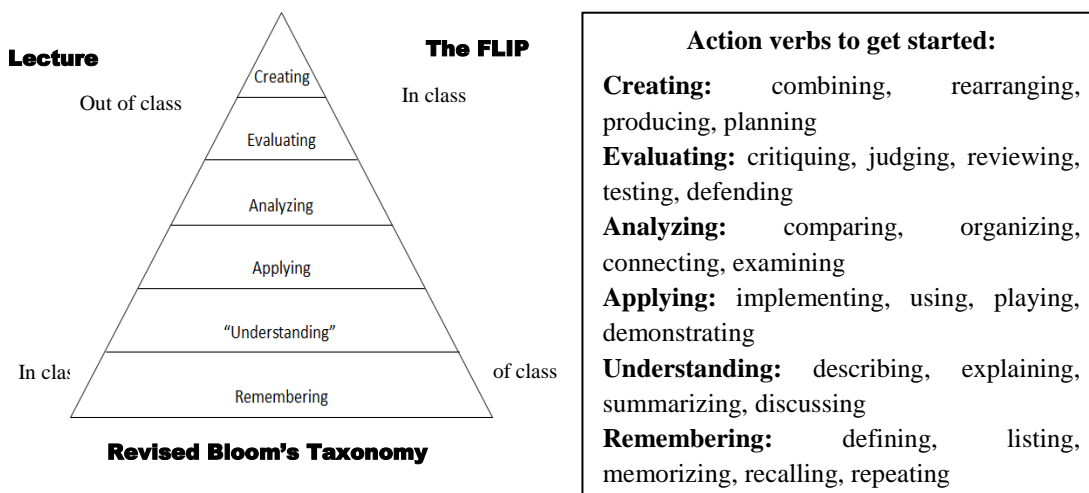 Lecture
The FLIP
Out of class
In class
Creating
Evaluating
Analyzing
Applying
“Understanding”
In clas
of class
Remembering
Revised Bloom’s Taxonomy
Action verbs to get started:
Creating: combining, rearranging,
producing, planning
Evaluating: critiquing, judging, reviewing,
testing, defending
Analyzing: comparing, organizing,
connecting, examining
Applying: implementing, using, playing,
demonstrating
Understanding: describing, explaining,
summarizing, discussing
Remembering: defining, listing,
memorizing, recalling, repeating